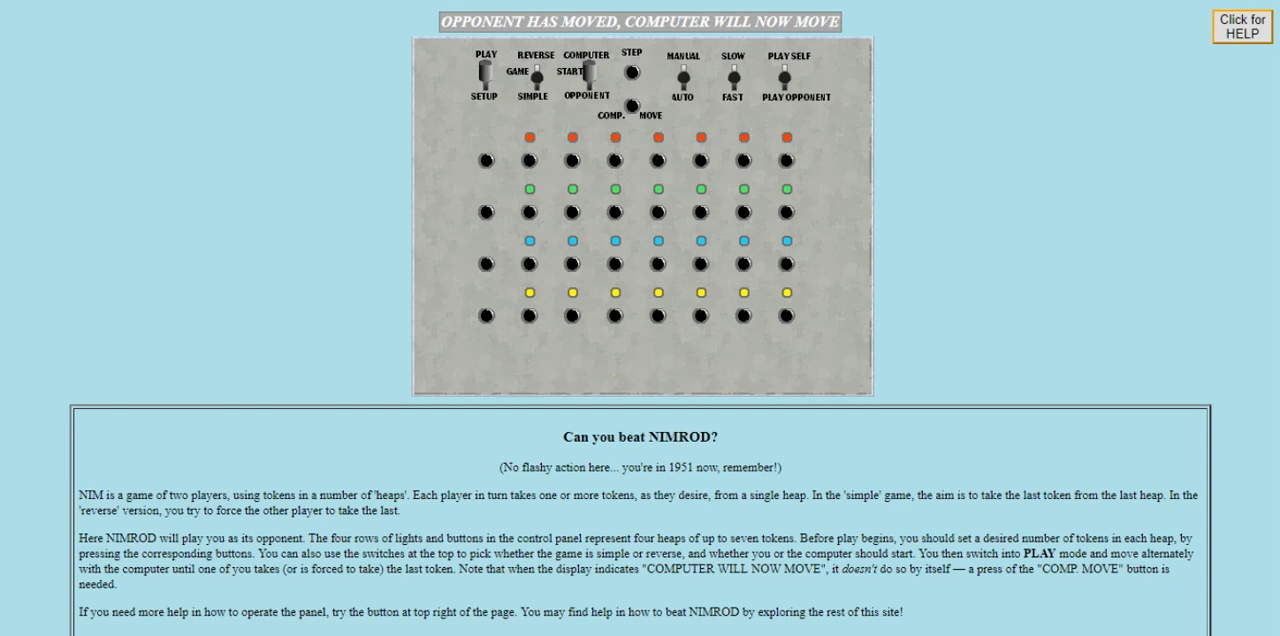 OPPONENT HAS MOVED, COMPUTER WILL NOW MOVE
Click for
HELP
PLAY REVERSE COMPUTER STEP MANUAL SLOW PLAY SELF
GAME START
SETUP SIMPLE OPPONENT AUTO FAST PLAY OPPONENT
COMP. MOVE
Can you beat NIMROD?
(No flashy action here... you're in 1951 now, remember!)
NIM is a game of two players, using tokens in a number of 'heaps'. Each player in turn takes one or more tokens, as they desire, from a single heap. In the 'simple' game, the aim is to take the last token from the last heap. In the
'reverse' version, you try to force the other player to take the last.
Here NIMROD will play you as its opponent. The four rows of lights and buttons in the control panel represent four heaps of up to seven tokens. Before play begins, you should set a desired number of tokens in each heap, by
pressing the corresponding buttons. You can also use the switches at the top to pick whether the game is simple or reverse, and whether you or the computer should start. You then switch into PLAY mode and move alternately
with the computer until one of you takes (or is forced to take) the last token. Note that when the display indicates "COMPUTER WILL NOW MOVE", it doesn't do so by itself — a press of the "COMP. MOVE" button is
needed.
If you need more help in how to operate the panel, try the button at top right of the page. You may find help in how to beat NIMROD by exploring the rest of this site!